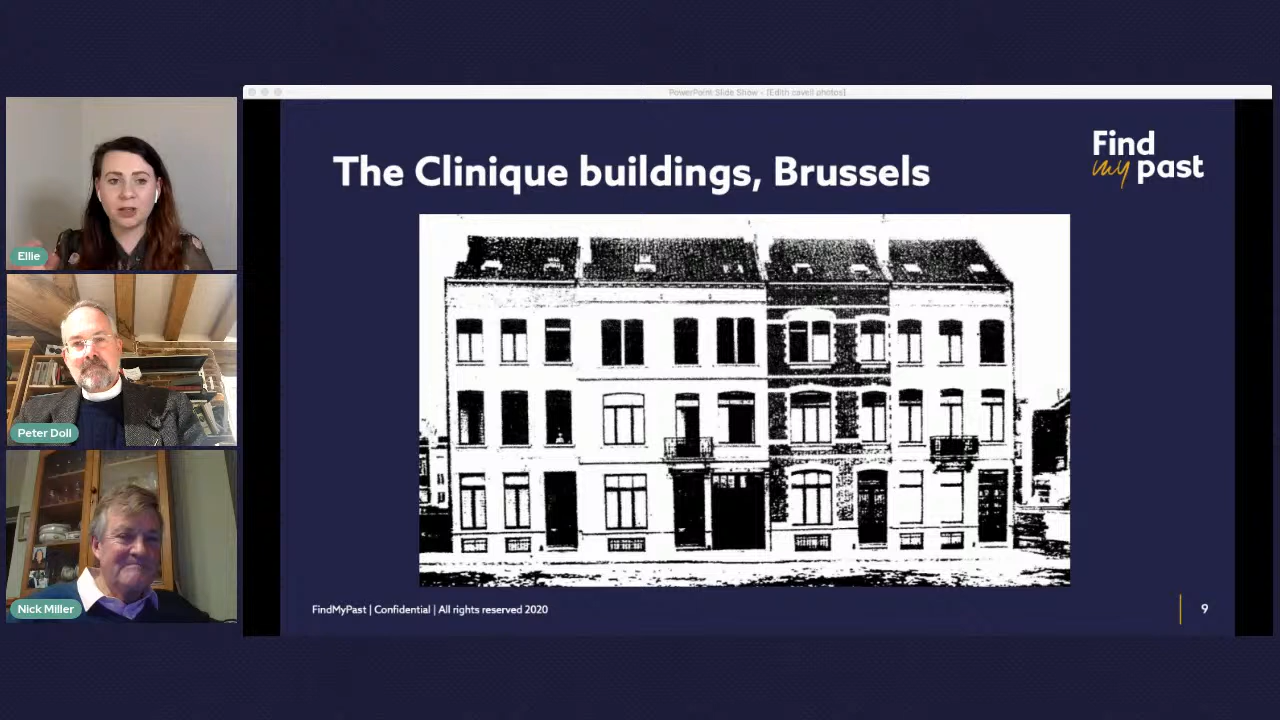 PowerPoint Slide Show - [Edith cavell photos]
The Clinique buildings, Brussels
Find
my past
Ellie
Peter Doll
Nick Miller
FindMyPast | Confidential | All rights reserved 2020
9